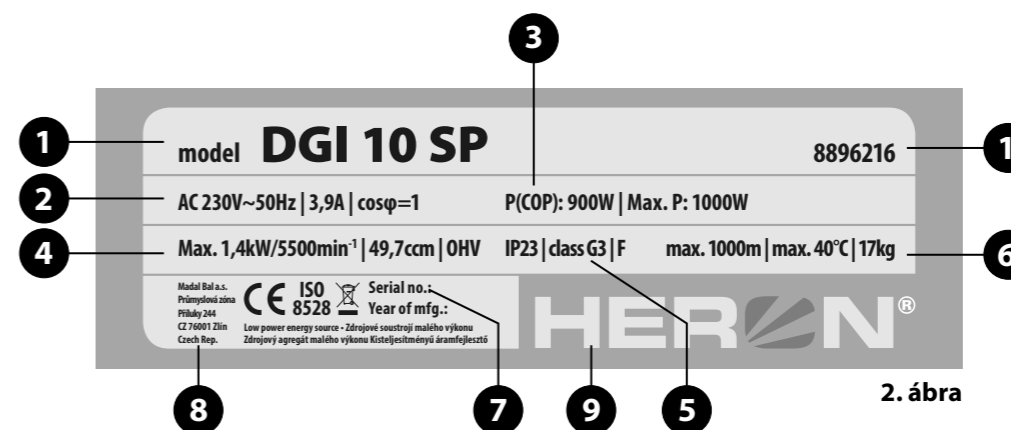 3
1 model DGI 10 SP 8896216 1
2 AC 230V~50Hz | 3,9A | cosφ=1 P(COP): 900W | Max. P: 1000W
4 Max. 1,4kW/5500min⁻¹ | 49,7ccm | OHV IP23 | class G3 | F max. 1000m | max. 40°C | 17kg 6
Madal Bal a.s.
Průmyslová zóna
Příluky 244
CZ 76001 Zlín
Czech Rep.
CE ISO 8528
Serial no.:
Year of mfg.:
Low power energy source • Zdrojové soustrojí malého výkonu
Zdrojový agregát malého výkonu Kisteljesítményű áramfejlesztő
HERON®
8 7 9 5
2. ábra